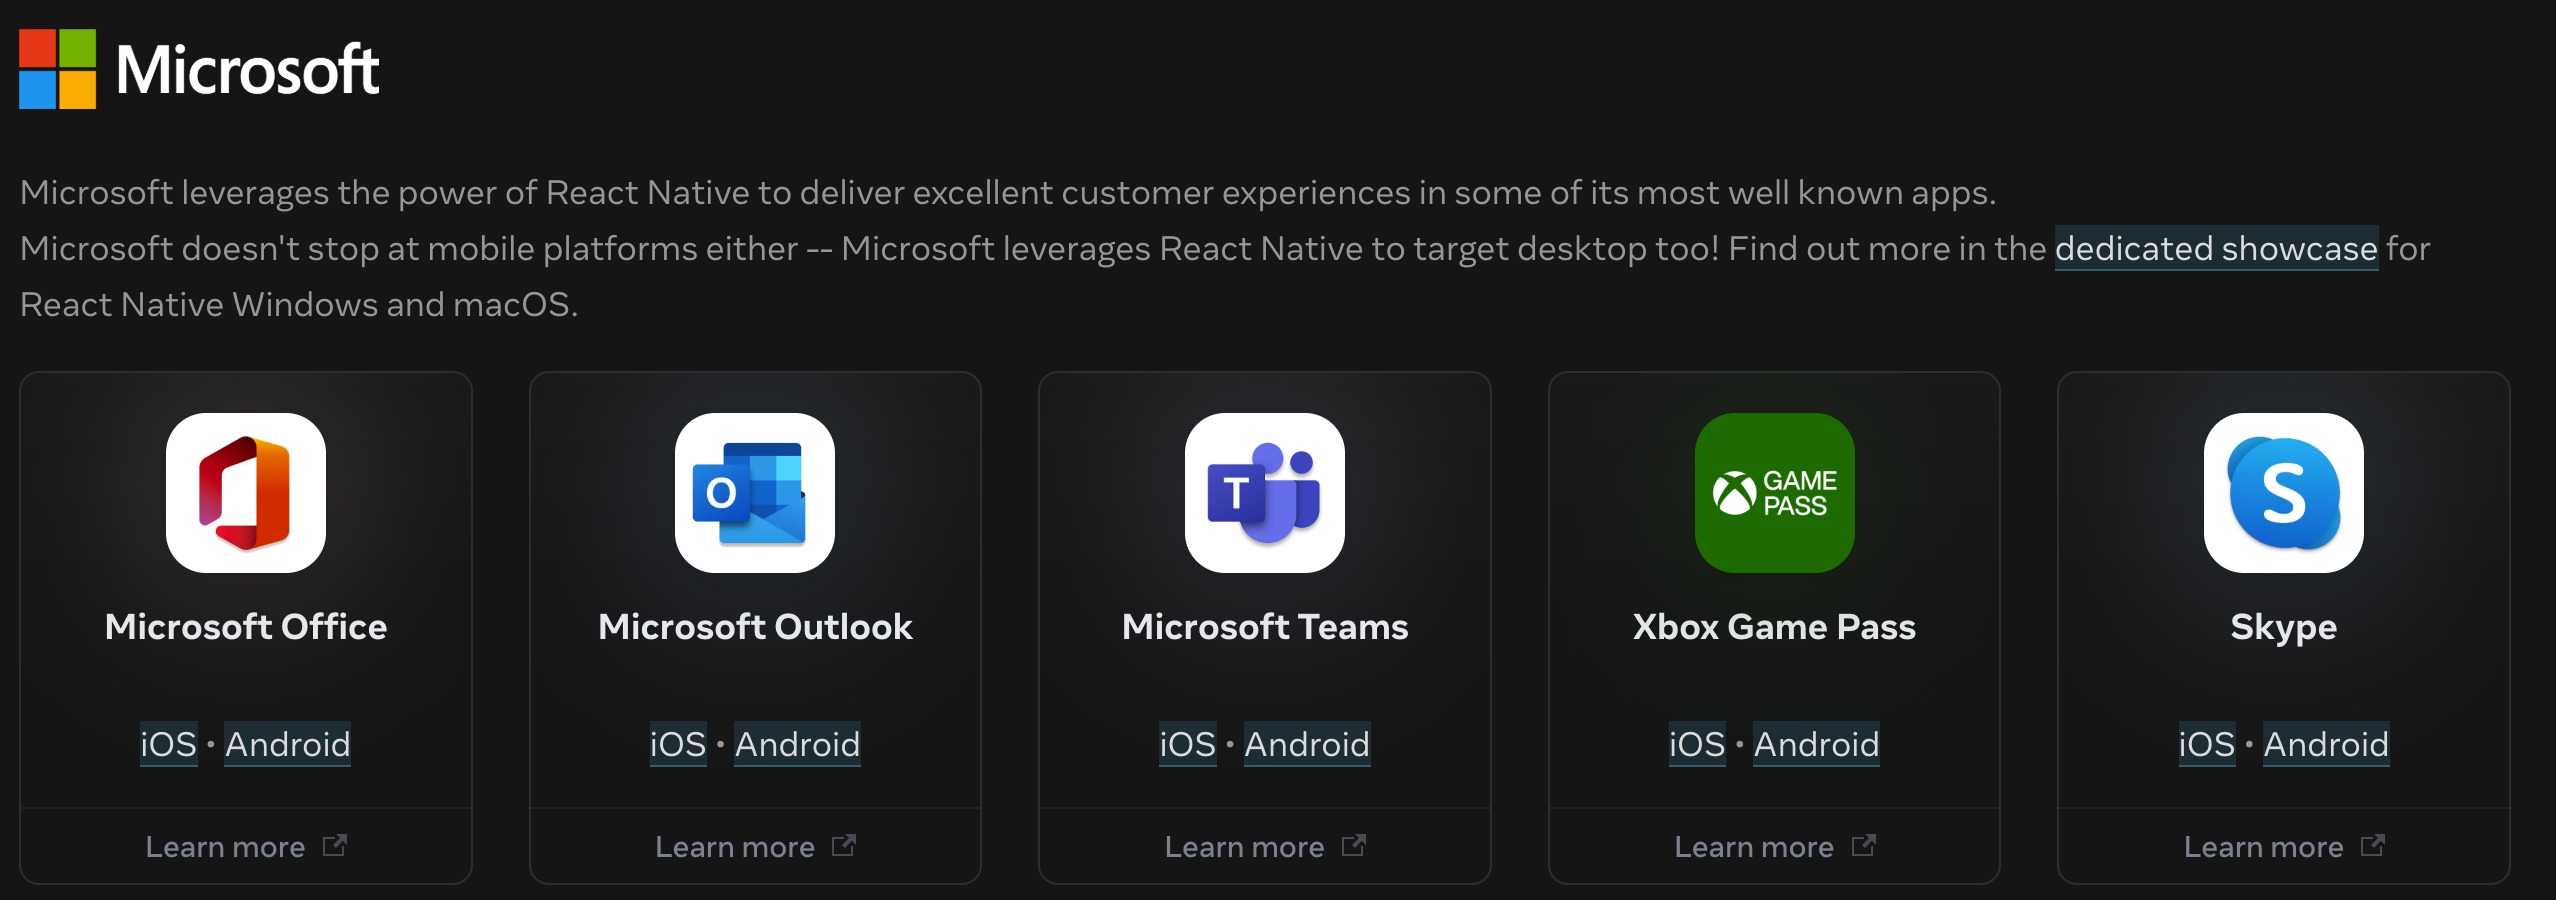 Microsoft
Microsoft leverages the power of React Native to deliver excellent customer experiences in some of its most well known apps.
Microsoft doesn't stop at mobile platforms either -- Microsoft leverages React Native to target desktop too! Find out more in the dedicated showcase for
React Native Windows and macOS.
O
T
GAME
PASS
S
Microsoft Office
Microsoft Outlook
Microsoft Teams
Xbox Game Pass
Skype
iOS • Android
iOS • Android
iOS • Android
iOS • Android
iOS • Android
Learn more
Learn more
Learn more
Learn more
Learn more